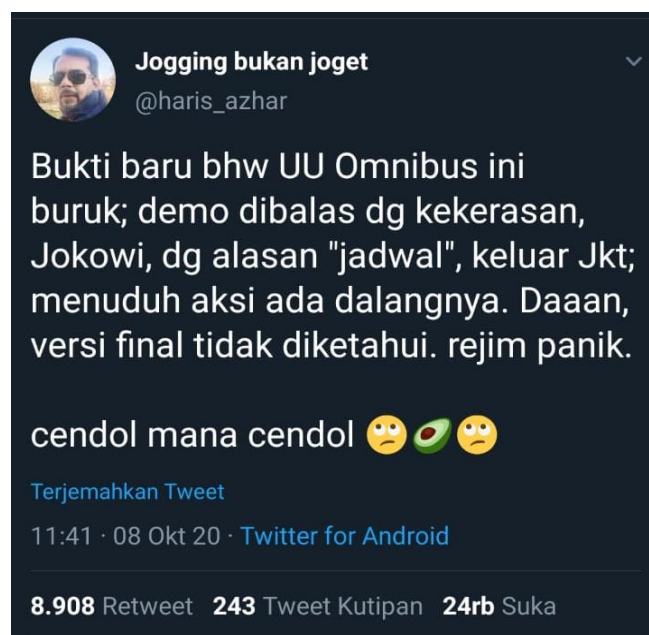 Jogging bukan joget
@haris_azhar
Bukti baru bhw UU Omnibus ini
buruk; demo dibalas dg kekerasan,
Jokowi, dg alasan "jadwal", keluar Jkt;
menuduh aksi ada dalangnya. Daaan,
versi final tidak diketahui. rejim panik.
cendol mana cendol 🙄🥑🙄
Terjemahkan Tweet
11:41 · 08 Okt 20 · Twitter for Android
8.908 Retweet 243 Tweet Kutipan 24rb Suka